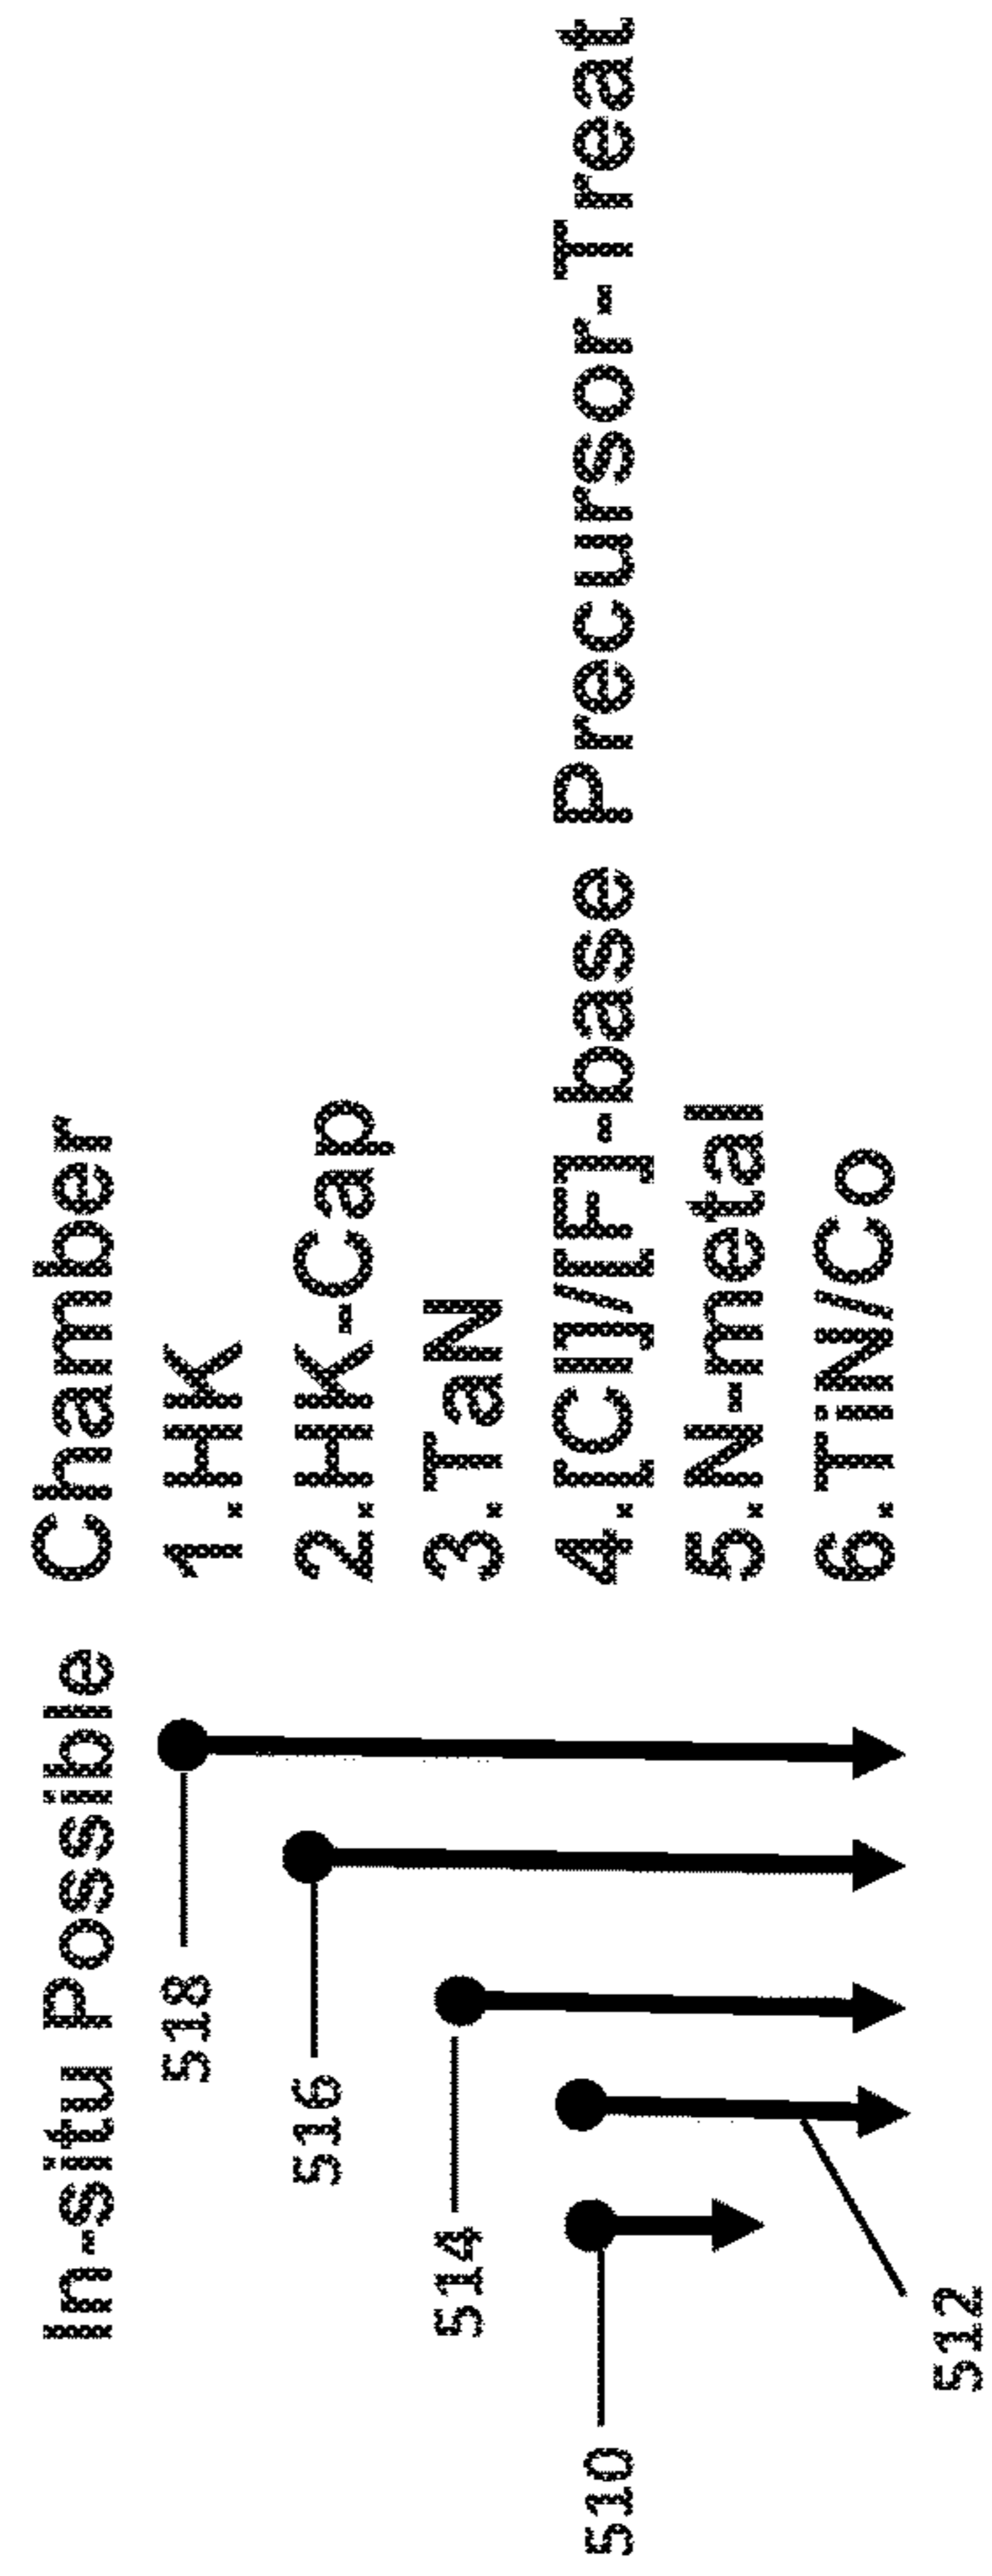 In-situ Possible Chamber
518 1.HK
516 2.HK-Cap
514 3.TaN
510 4.[Cl]/[F]-base Precursor-Treat
5.N-metal
6.TiN/Co
512